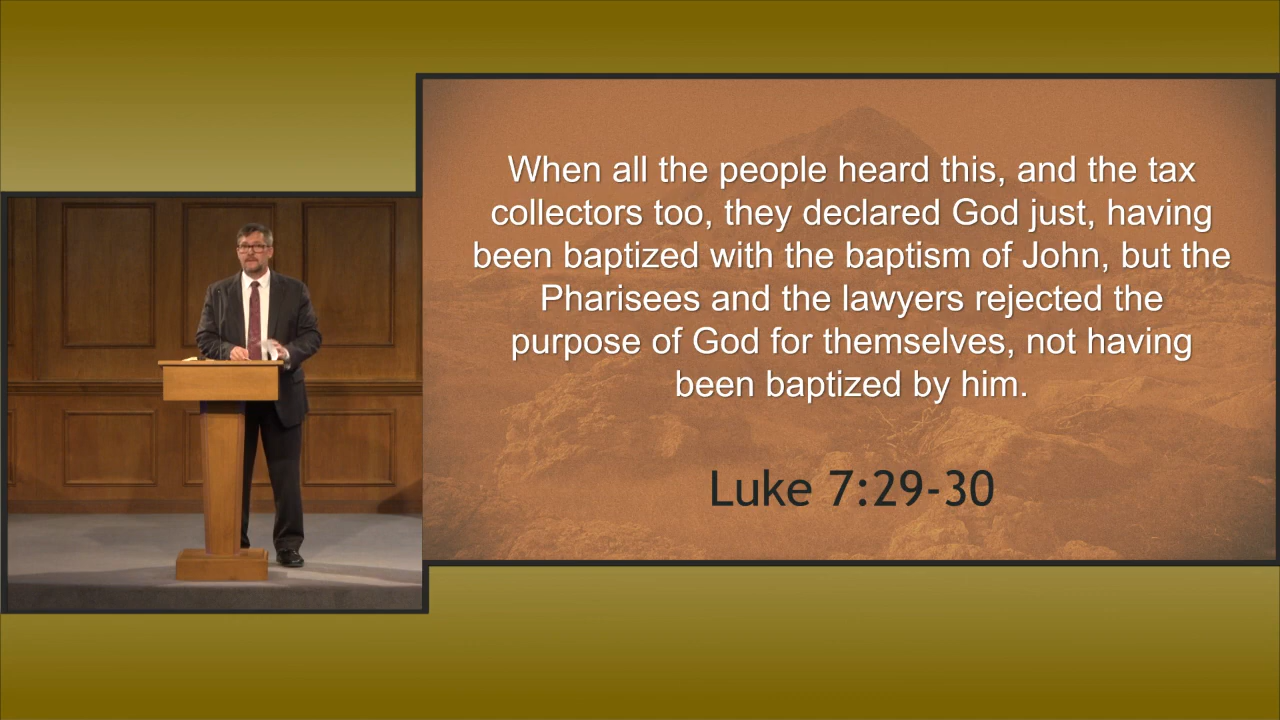 When all the people heard this, and the tax
collectors too, they declared God just, having
been baptized with the baptism of John, but the
Pharisees and the lawyers rejected the
purpose of God for themselves, not having
been baptized by him.
Luke 7:29-30